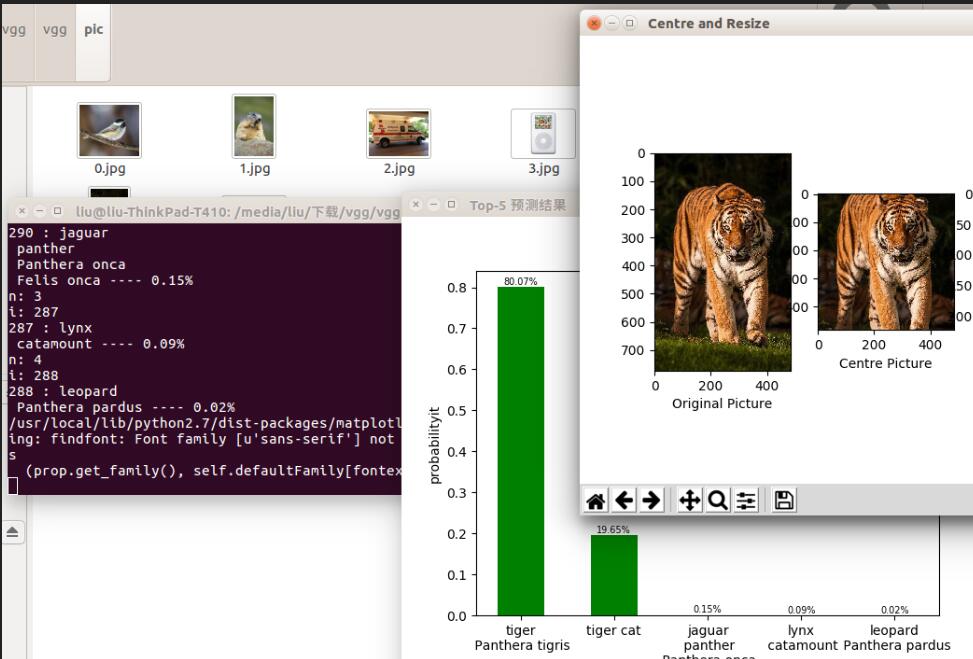 vgg vgg pic
0.jpg 1.jpg 2.jpg 3.jpg
liu@liu-ThinkPad-T410: /media/liu/下载/vgg/vgg
290 : jaguar
panther
Panthera onca
Felis onca ---- 0.15%
n: 3
i: 287
287 : lynx
catamount ---- 0.09%
n: 4
i: 288
288 : leopard
Panthera pardus ---- 0.02%
/usr/local/lib/python2.7/dist-packages/matplotl
ing: findfont: Font family [u'sans-serif'] not
s
(prop.get_family(), self.defaultFamily[fontex
Top-5 预测结果
probabilityit
0.8
0.7
0.6
0.5
0.4
0.3
0.2
0.1
0.0
80.07%
19.65%
0.15%
0.09%
0.02%
tiger
Panthera tigris
tiger cat
jaguar
panther
Panthera onca
lynx
catamount
leopard
Panthera pardus
Centre and Resize
0
100
200
300
400
500
600
700
0 200 400
Original Picture
0
00
00
00
00
0 200 400
Centre Picture
0
50
00
50
00